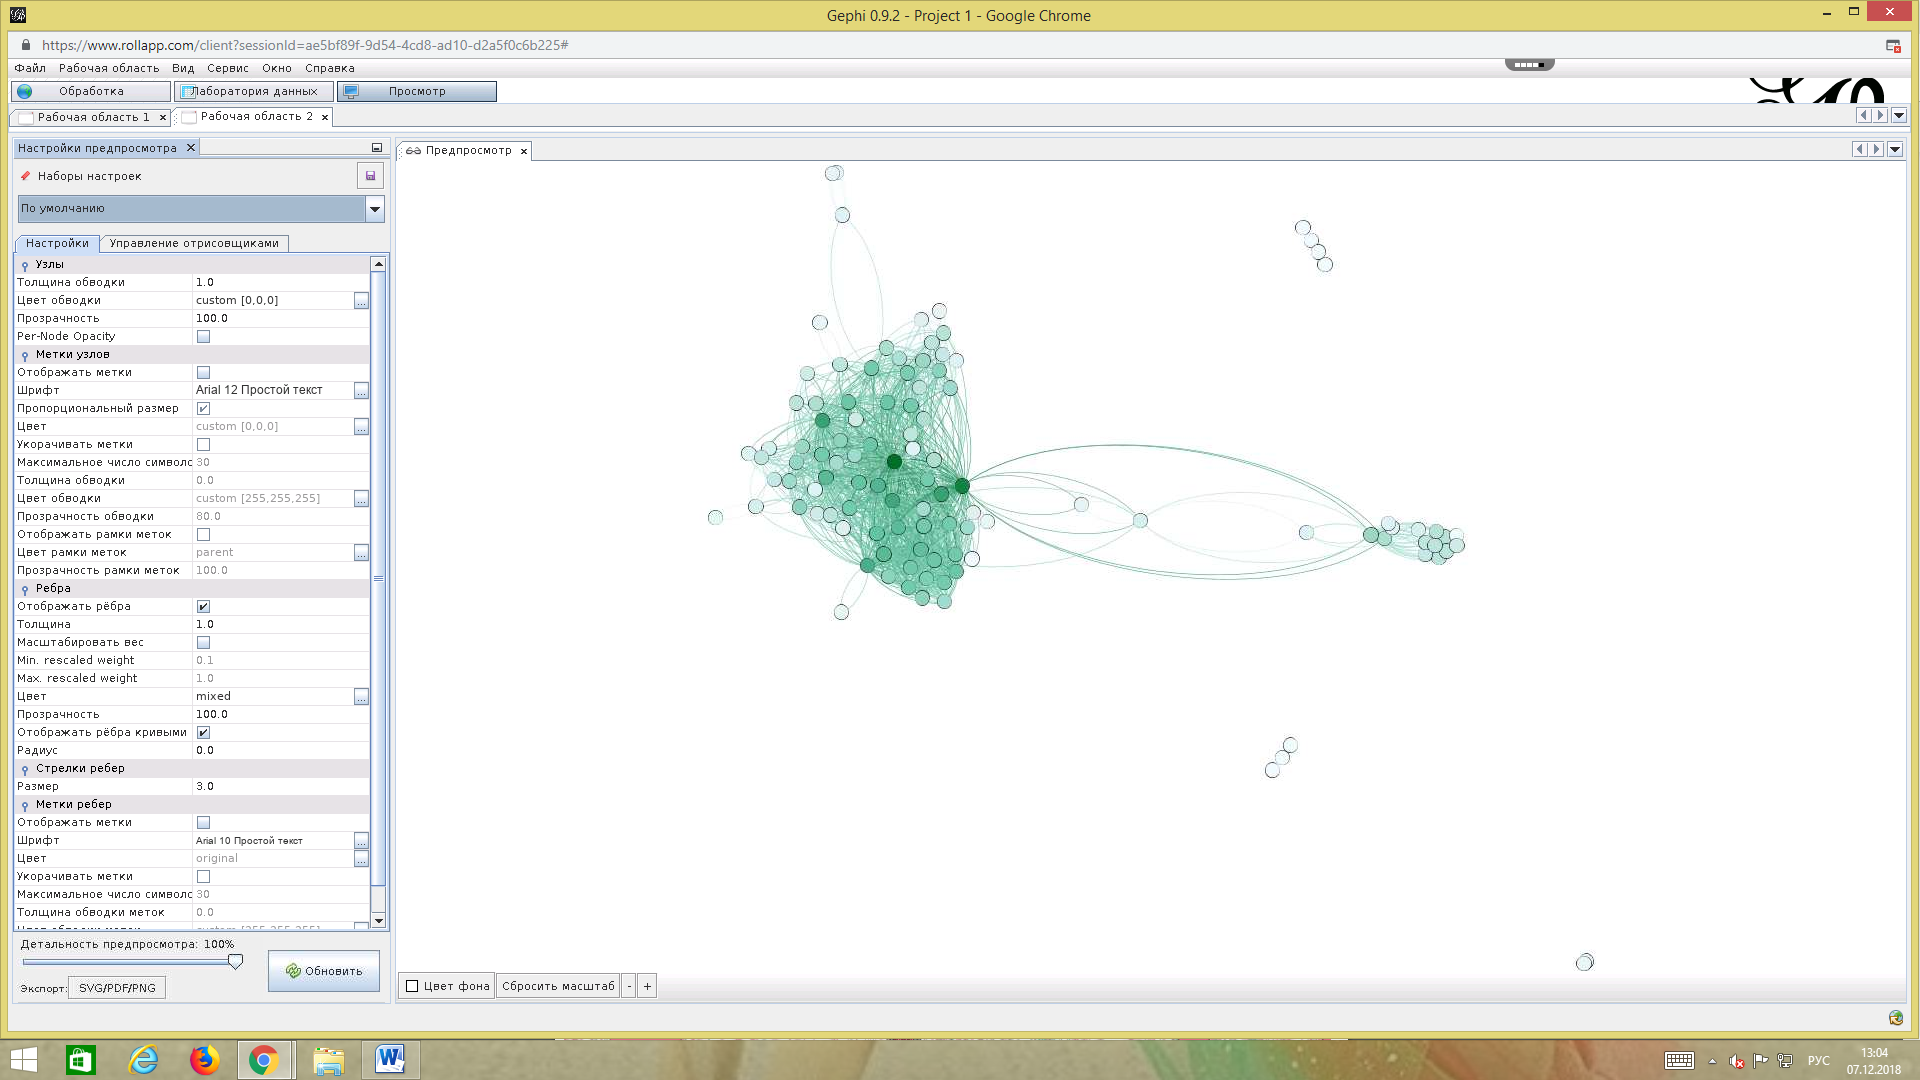 Gephi 0.9.2 - Project 1 - Google Chrome
https://www.rollapp.com/client?sessionId=ae5bf89f-9d54-4cd8-ad10-d2a5f0c6b225#
Файл Рабочая область Вид Сервис Окно Справка
Обработка Лаборатория данных Просмотр
Рабочая область 1 Рабочая область 2
Настройки предпросмотра
Предпросмотр
Наборы настроек
По умолчанию
Настройки Управление отрисовщиками
Узлы
Толщина обводки 1.0
Цвет обводки custom [0,0,0] ...
Прозрачность 100.0
Per-Node Opacity
Метки узлов
Отображать метки
Шрифт Arial 12 Простой текст ...
Пропорциональный размер
Цвет custom [0,0,0] ...
Укорачивать метки
Максимальное число символс 30
Толщина обводки 0.0
Цвет обводки custom [255,255,255] ...
Прозрачность обводки 80.0
Отображать рамки меток
Цвет рамки меток parent ...
Прозрачность рамки меток 100.0
Ребра
Отображать рёбра
Толщина 1.0
Масштабировать вес
Min. rescaled weight 0.1
Max. rescaled weight 1.0
Цвет mixed ...
Прозрачность 100.0
Отображать рёбра кривыми
Радиус 0.0
Стрелки ребер
Размер 3.0
Метки ребер
Отображать метки
Шрифт Arial 10 Простой текст ...
Цвет original ...
Укорачивать метки
Максимальное число символс 30
Толщина обводки меток 0.0
Детальность предпросмотра: 100%
Обновить
Экспорт: SVG/PDF/PNG
Цвет фона Сбросить масштаб - +
РУС
13:04
07.12.2018